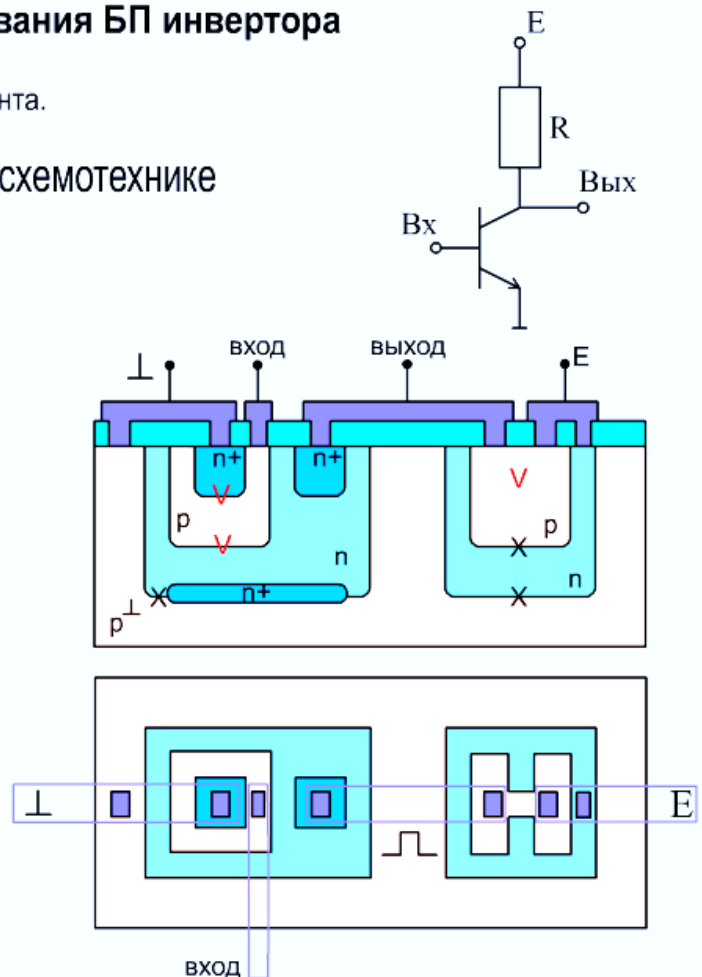 вания БП инвертора
E
нта.
R
схемотехнике
Вых
Вх
⊥ вход выход E
n+ n+ V
V p p
V n
X n
X n+ X
p⊥
⊥ E
вход